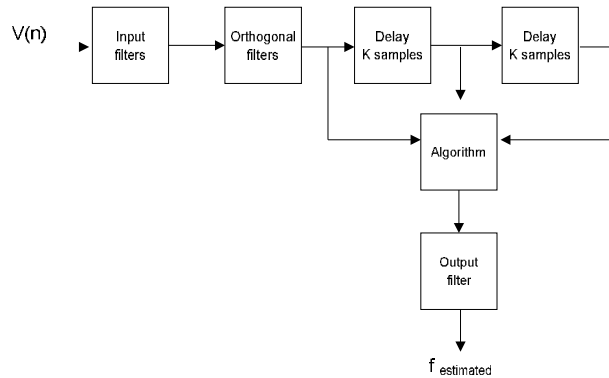 V(n)
Input
filters
Orthogonal
filters
Delay
K samples
Delay
K samples
Algorithm
Output
filter
f estimated